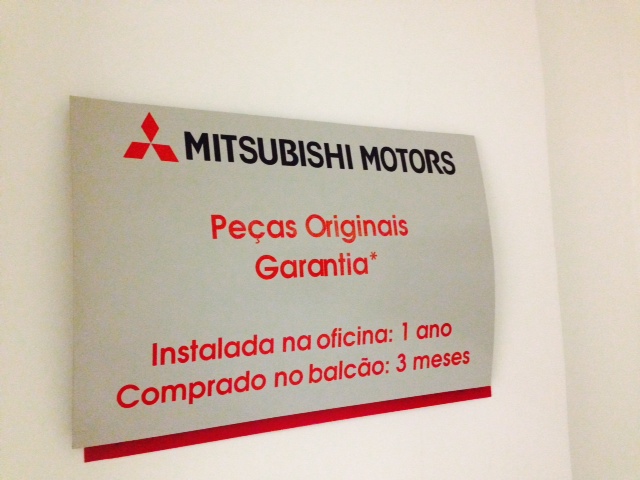 MITSUBISHI MOTORS
Peças Originais
Garantia*
Instalada na oficina: 1 ano
Comprado no balcão: 3 meses